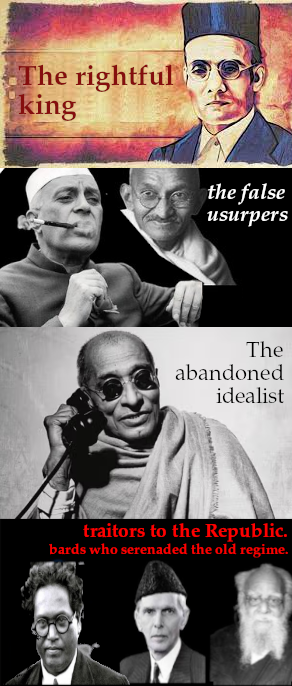 The rightful
king
the false
usurpers
The
abandoned
idealist
traitors to the Republic.
bards who serenaded the old regime.